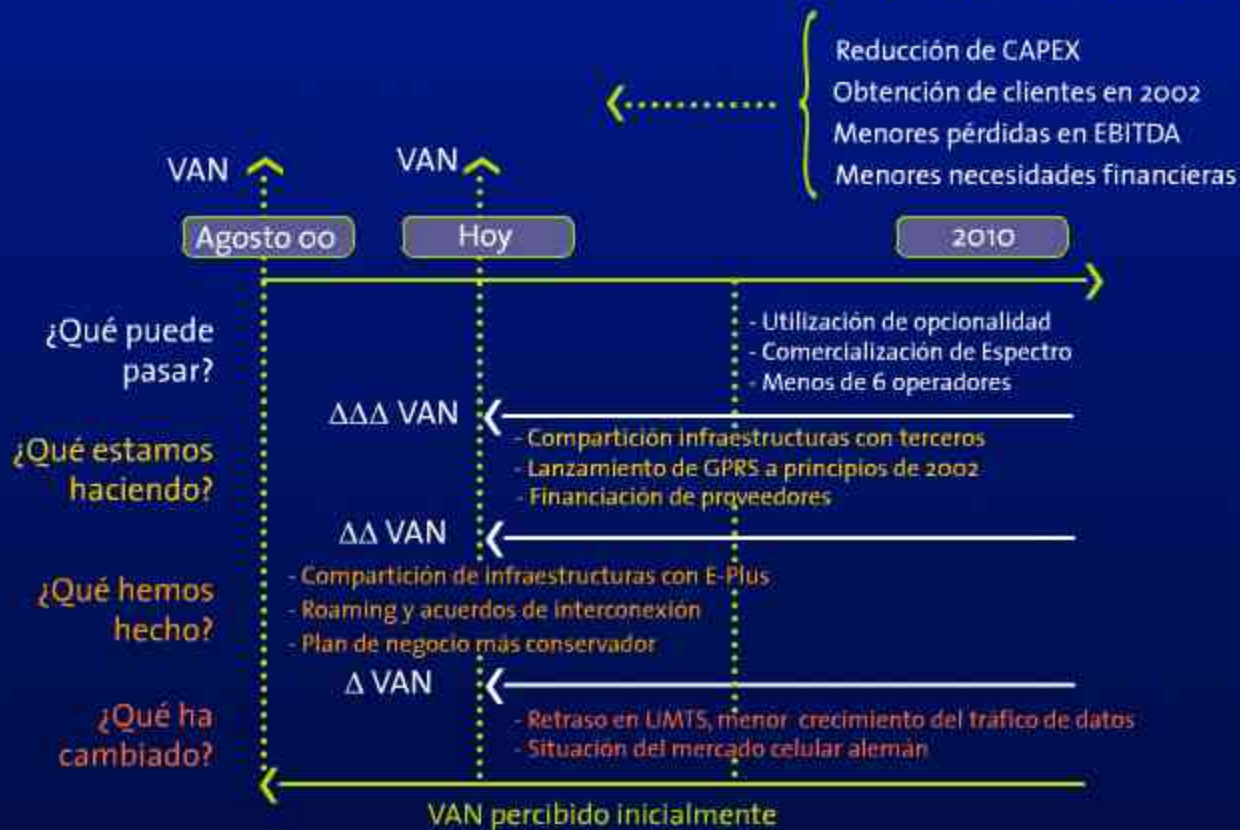 Reducción de CAPEX
Obtención de clientes en 2002
Menores pérdidas en EBITDA
Menores necesidades financieras
VAN
VAN
Agosto 00
Hoy
2010
¿Qué puede
pasar?
- Utilización de opcionalidad
- Comercialización de Espectro
- Menos de 6 operadores
ΔΔΔ VAN
¿Qué estamos
haciendo?
- Compartición infraestructuras con terceros
- Lanzamiento de GPRS a principios de 2002
- Financiación de proveedores
ΔΔ VAN
¿Qué hemos
hecho?
- Compartición de infraestructuras con E-Plus
- Roaming y acuerdos de interconexión
- Plan de negocio más conservador
Δ VAN
¿Qué ha
cambiado?
- Retraso en UMTS, menor crecimiento del tráfico de datos
- Situación del mercado celular alemán
VAN percibido inicialmente